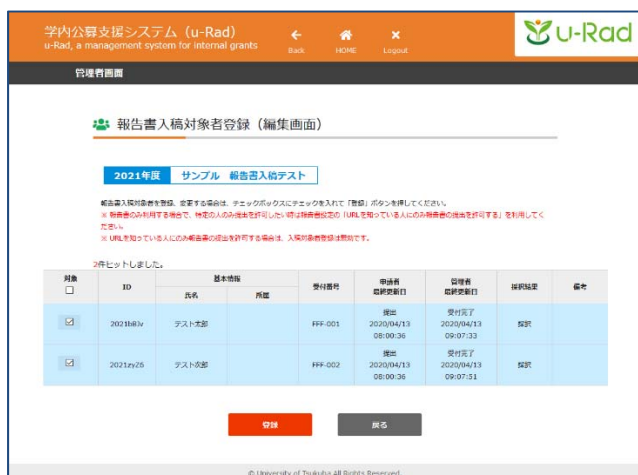 学内公募支援システム (u-Rad)
u-Rad, a management system for internal grants
Back
HOME
Logout
u-Rad
管理者画面
報告書入稿対象者登録（編集画面）
2021年度 サンプル 報告書入稿テスト
報告書入稿対象者を登録、変更する場合は、チェックボックスにチェックを入れて「登録」ボタンを押してください。
※ 報告書のみ利用する場合で、特定の人のみ提出を許可したい時は報告書設定の「URLを知っている人にのみ報告書の提出を許可する」を利用してく
ださい。
※ URLを知っている人にのみ報告書の提出を許可する場合は、入稿対象者登録は無効です。
2件ヒットしました。
対象 ID 基本情報 受付番号 申請者 最終更新日 管理者 最終更新日 採択結果 備考
氏名 所属
提出 受付完了
2021b8Jv テスト太郎 FFF-001 2020/04/13 2020/04/13 採択
08:00:36 09:07:33
提出 受付完了
2021zyZ6 テスト次郎 FFF-002 2020/04/13 2020/04/13 採択
08:00:36 09:07:51
登録
戻る
© University of Tsukuba All Rights Reserved.